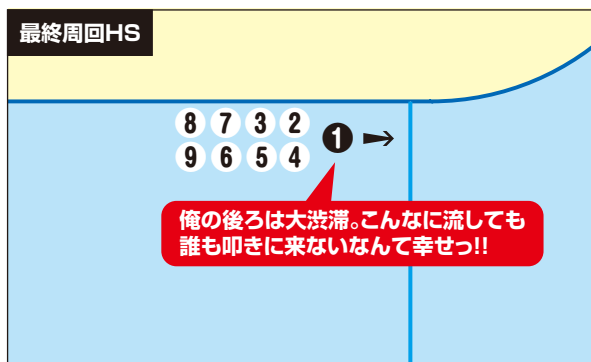 最終周回HS
8 7 3 2
9 6 5 4
1
俺の後ろは大渋滞。こんなに流しても
誰も叩きに来ないなんて幸せっ!!